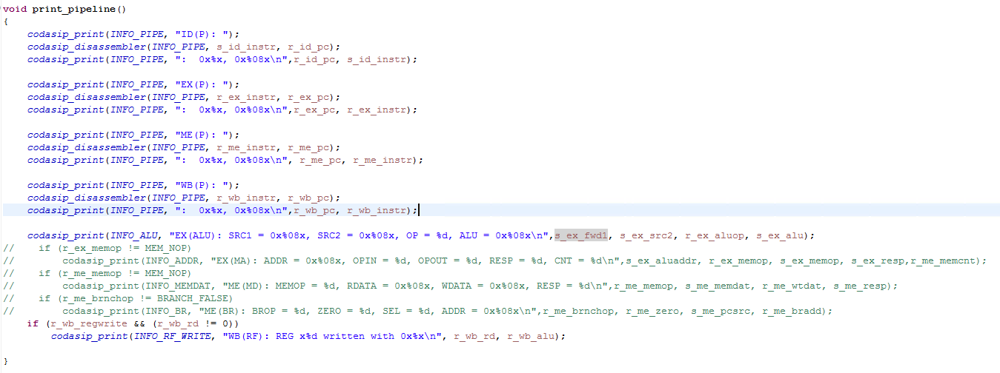 void print_pipeline()
{
    codasip_print(INFO_PIPE, "ID(P): ");
    codasip_disassembler(INFO_PIPE, s_id_instr, r_id_pc);
    codasip_print(INFO_PIPE, ":  0x%x, 0x%08x\n",r_id_pc, s_id_instr);

    codasip_print(INFO_PIPE, "EX(P): ");
    codasip_disassembler(INFO_PIPE, r_ex_instr, r_ex_pc);
    codasip_print(INFO_PIPE, ":  0x%x, 0x%08x\n",r_ex_pc, r_ex_instr);

    codasip_print(INFO_PIPE, "ME(P): ");
    codasip_disassembler(INFO_PIPE, r_me_instr, r_me_pc);
    codasip_print(INFO_PIPE, ":  0x%x, 0x%08x\n", r_me_pc, r_me_instr);

    codasip_print(INFO_PIPE, "WB(P): ");
    codasip_disassembler(INFO_PIPE, r_wb_instr, r_wb_pc);
    codasip_print(INFO_PIPE, ":  0x%x, 0x%08x\n",r_wb_pc, r_wb_instr);

    codasip_print(INFO_ALU, "EX(ALU): SRC1 = 0x%08x, SRC2 = 0x%08x, OP = %d, ALU = 0x%08x\n",s_ex_fwd1, s_ex_src2, r_ex_aluop, s_ex_alu);
//    if (r_ex_memop != MEM_NOP)
//        codasip_print(INFO_ADDR, "EX(MA): ADDR = 0x%08x, OPIN = %d, OPOUT = %d, RESP = %d, CNT = %d\n",s_ex_aluaddr, r_ex_memop, s_ex_memop, s_ex_resp,r_me_memcnt);
//    if (r_me_memop != MEM_NOP)
//        codasip_print(INFO_MEMDAT, "ME(MD): MEMOP = %d, RDATA = 0x%08x, WDATA = 0x%08x, RESP = %d\n",r_me_memop, s_me_memdat, r_me_wtdat, s_me_resp);
//    if (r_me_brnchop != BRANCH_FALSE)
//        codasip_print(INFO_BR, "ME(BR): BROP = %d, ZERO = %d, SEL = %d, ADDR = 0x%08x\n",r_me_brnchop, r_me_zero, s_me_pcsrc, r_me_bradd);
    if (r_wb_regwrite && (r_wb_rd != 0))
        codasip_print(INFO_RF_WRITE, "WB(RF): REG x%d written with 0x%x\n", r_wb_rd, r_wb_alu);

}